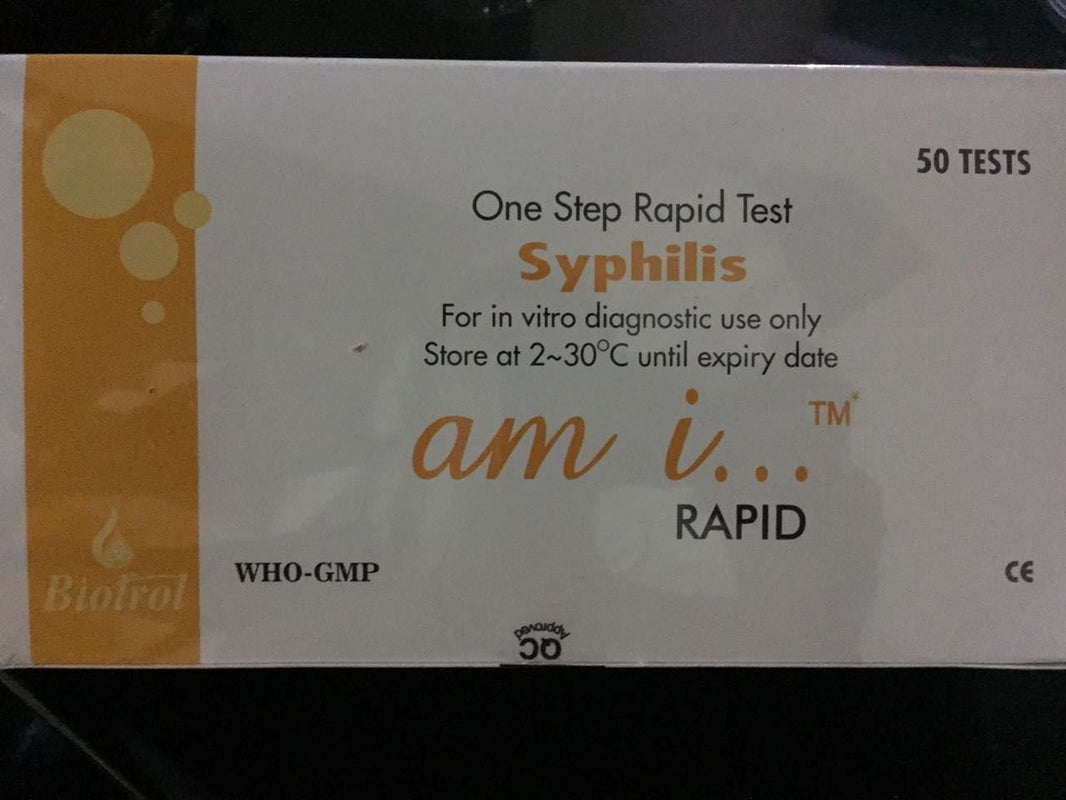 50 TESTS
One Step Rapid Test
Syphilis
For in vitro diagnostic use only
Store at 2~30°C until expiry date
am i...™*
RAPID
Biotrol
WHO-GMP
CE
QC
Approved